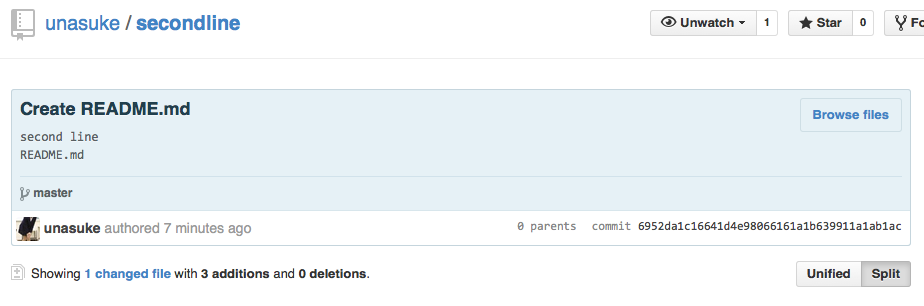 unasuke / secondline
Unwatch 1 Star 0 Fo
Create README.md
Browse files
second line
README.md
master
unasuke authored 7 minutes ago 0 parents commit 6952da1c16641d4e98066161a1b639911a1ab1ac
Showing 1 changed file with 3 additions and 0 deletions.
Unified Split